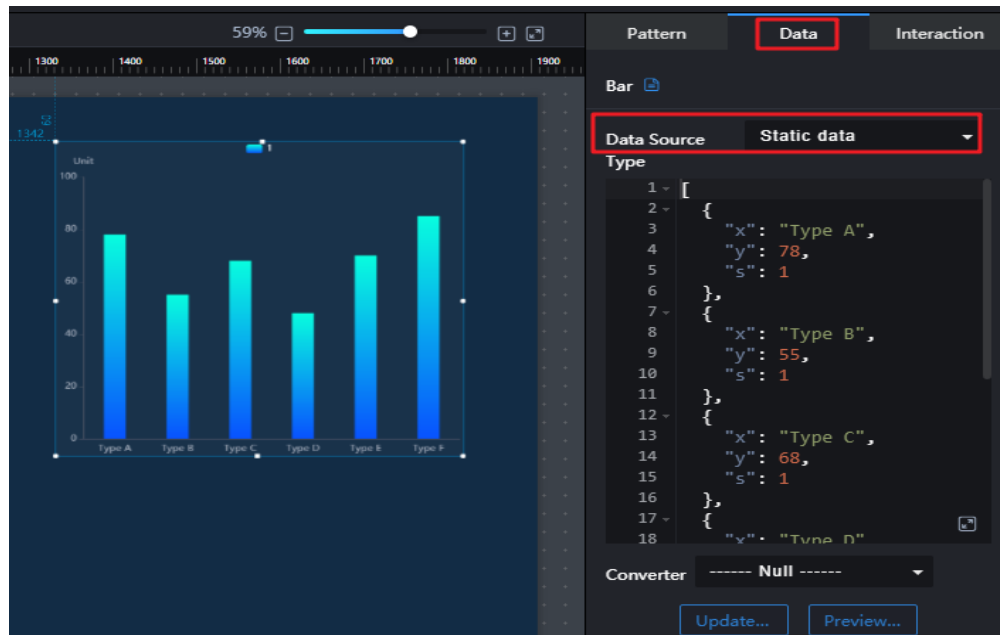 59%
Pattern Data Interaction
1300 1400 1500 1600 1700 1800 1900
Bar
60
1342
1
Unit
100
80
60
40
20
0
Type A Type B Type C Type D Type E Type F
Data Source Static data
Type
1 [
2 {
3 "x": "Type A",
4 "y": 78,
5 "s": 1
6 },
7 {
8 "x": "Type B",
9 "y": 55,
10 "s": 1
11 },
12 {
13 "x": "Type C",
14 "y": 68,
15 "s": 1
16 },
17 {
18 "x": "Type D"
Converter ------ Null ------
Update... Preview...